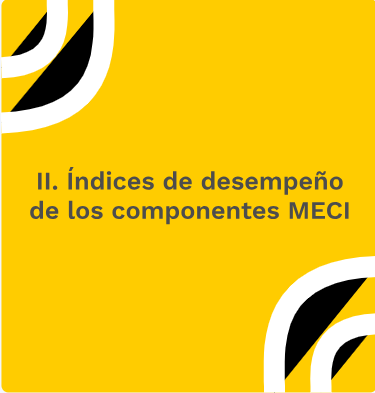 II. Índices de desempeño
de los componentes MECI